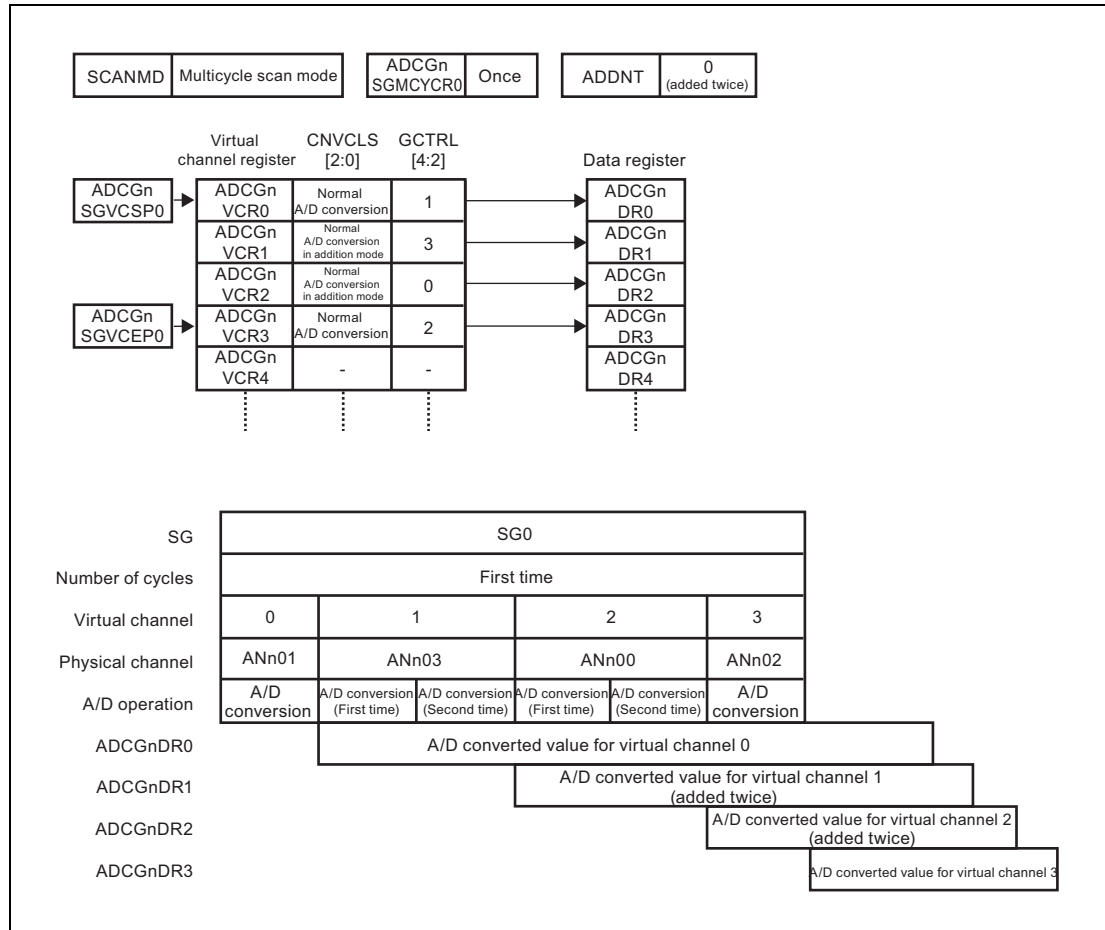 SCANMD Multicycle scan mode
ADCGn
SGMCYCR0
Once
ADDNT
0
(added twice)
Virtual
channel register
CNVCLS
[2:0]
GCTRL
[4:2]
Data register
ADCGn
SGVCSP0
ADCGn
VCR0
Normal
A/D conversion
1
ADCGn
DR0
ADCGn
VCR1
Normal
A/D conversion
in addition mode
3
ADCGn
DR1
ADCGn
VCR2
Normal
A/D conversion
in addition mode
0
ADCGn
DR2
ADCGn
SGVCEP0
ADCGn
VCR3
Normal
A/D conversion
2
ADCGn
DR3
ADCGn
VCR4
-
-
ADCGn
DR4
SG
SG0
Number of cycles
First time
Virtual channel
0
1
2
3
Physical channel
ANn01
ANn03
ANn00
ANn02
A/D operation
A/D
conversion
A/D conversion
(First time)
A/D conversion
(Second time)
A/D conversion
(First time)
A/D conversion
(Second time)
A/D
conversion
ADCGnDR0
A/D converted value for virtual channel 0
ADCGnDR1
A/D converted value for virtual channel 1
(added twice)
ADCGnDR2
A/D converted value for virtual channel 2
(added twice)
ADCGnDR3
A/D converted value for virtual channel 3